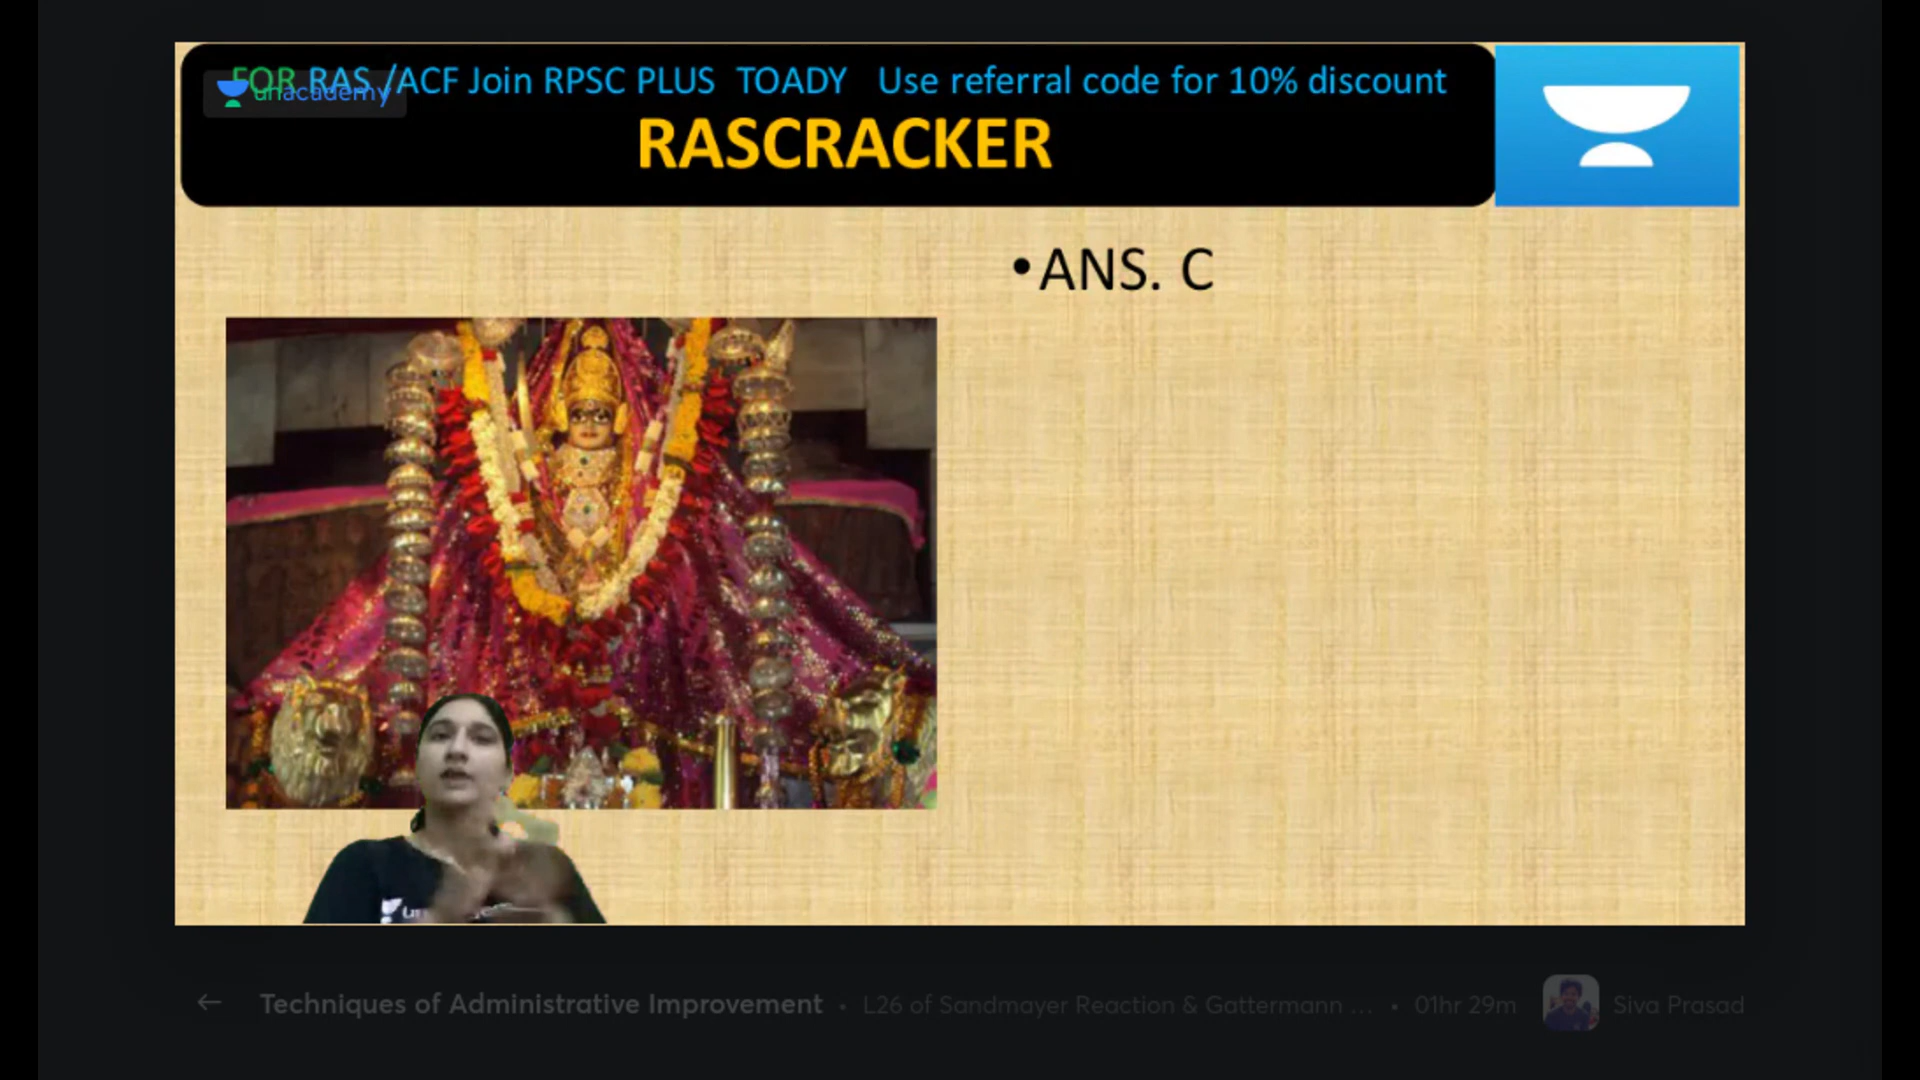 FOR RAS /ACF Join RPSC PLUS TOADY Use referral code for 10% discount
unacademy
RASCRACKER
•ANS. C
Techniques of Administrative Improvement • L26 of Sandmayer Reaction & Gattermann ... • 01hr 29m Siva Prasad